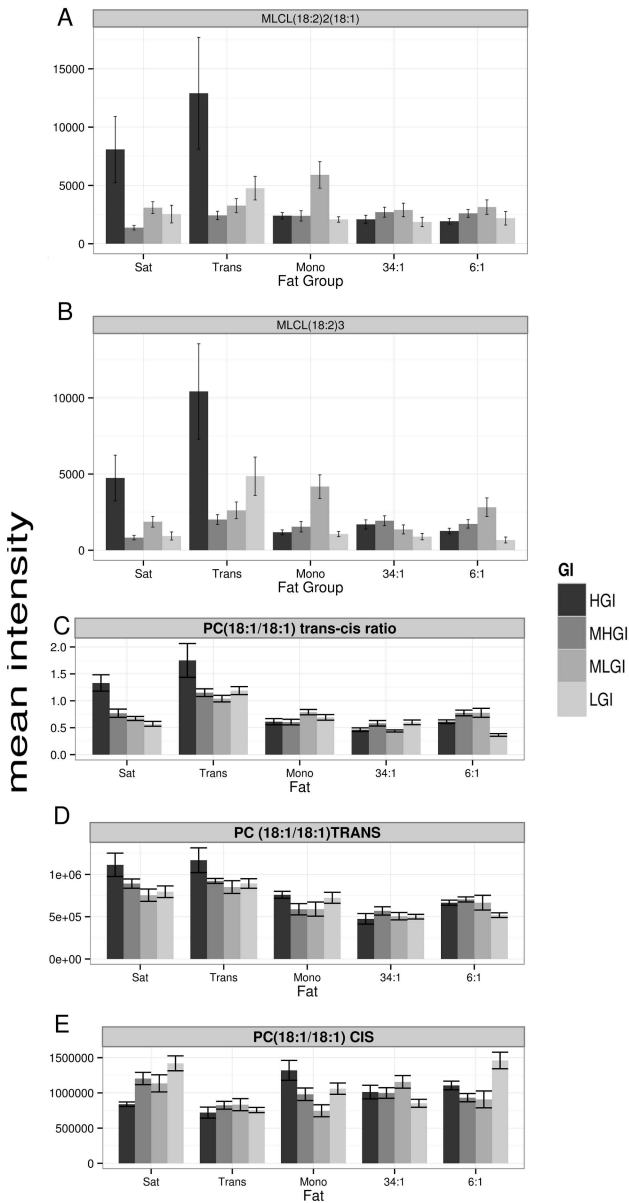 A
MLCL(18:2)2(18:1)
15000
10000
5000
0
Sat Trans Mono 34:1 6:1
Fat Group
B
MLCL(18:2)3
10000
5000
0
Sat Trans Mono 34:1 6:1
Fat Group
mean intensity
GI
HGI
MHGI
MLGI
LGI
C
PC(18:1/18:1) trans-cis ratio
2.0
1.5
1.0
0.5
0.0
Sat Trans Mono 34:1 6:1
Fat
D
PC (18:1/18:1)TRANS
1e+06
5e+05
0e+00
Sat Trans Mono 34:1 6:1
Fat
E
PC(18:1/18:1) CIS
1500000
1000000
500000
0
Sat Trans Mono 34:1 6:1
Fat